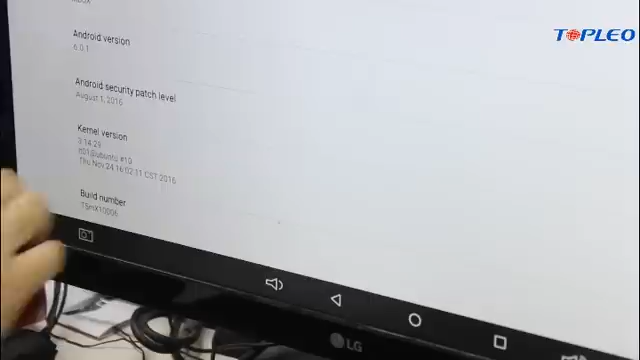 TOPLEO
Android version
6.0.1
Android security patch level
August 1, 2016
Kernel version
3.14.29
Thu Nov 24 16:02:11 CST 2016
Build number
LG